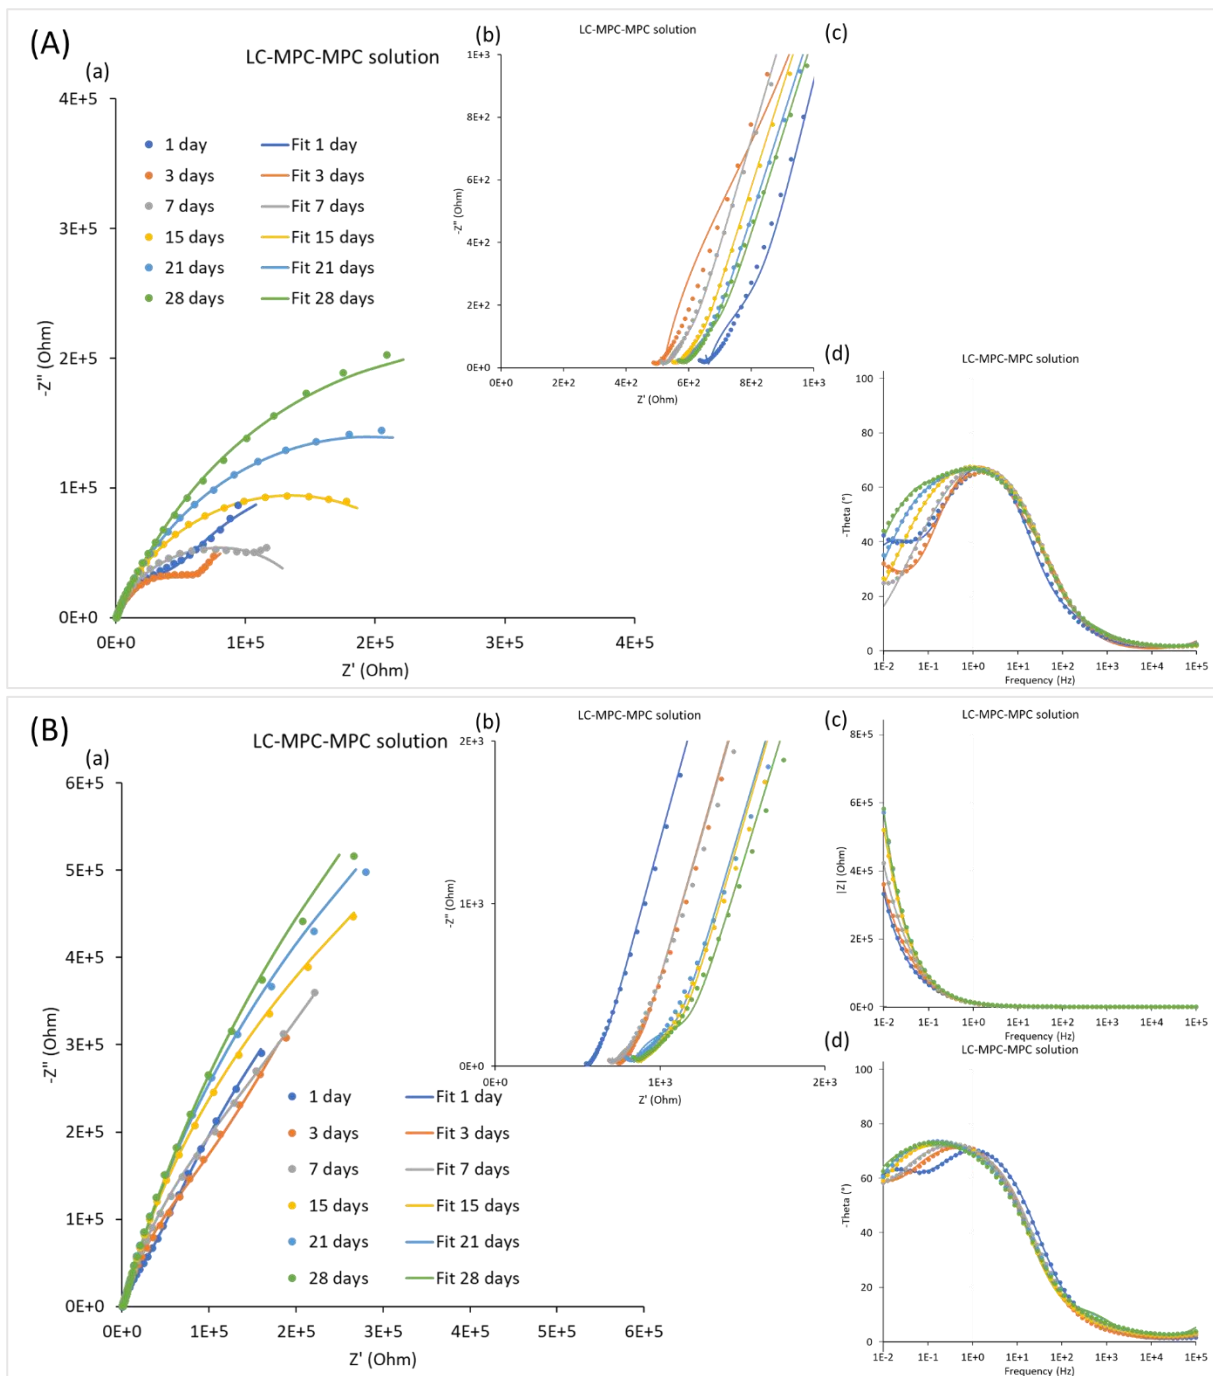 (A)
(a)
LC-MPC-MPC solution
4E+5
3E+5
2E+5
1E+5
0E+0
-Z" (Ohm)
1 day
Fit 1 day
3 days
Fit 3 days
7 days
Fit 7 days
15 days
Fit 15 days
21 days
Fit 21 days
28 days
Fit 28 days
0E+0 1E+5 2E+5 3E+5 4E+5
Z' (Ohm)
(b)
LC-MPC-MPC solution
1E+3
8E+2
6E+2
4E+2
2E+2
0E+0
-Z" (Ohm)
0E+0 2E+2 4E+2 6E+2 8E+2 1E+3
Z' (Ohm)
(c)
(d)
LC-MPC-MPC solution
100
80
60
40
20
0
-Theta (°)
1E-2 1E-1 1E+0 1E+1 1E+2 1E+3 1E+4 1E+5
Frequency (Hz)
(B)
(a)
LC-MPC-MPC solution
6E+5
5E+5
4E+5
3E+5
2E+5
1E+5
0E+0
-Z" (Ohm)
1 day
Fit 1 day
3 days
Fit 3 days
7 days
Fit 7 days
15 days
Fit 15 days
21 days
Fit 21 days
28 days
Fit 28 days
0E+0 1E+5 2E+5 3E+5 4E+5 5E+5 6E+5
Z' (Ohm)
(b)
LC-MPC-MPC solution
2E+3
1E+3
0E+0
-Z" (Ohm)
0E+0 1E+3 2E+3
Z' (Ohm)
(c)
LC-MPC-MPC solution
8E+5
6E+5
4E+5
2E+5
0E+0
|Z| (Ohm)
1E-2 1E-1 1E+0 1E+1 1E+2 1E+3 1E+4 1E+5
(d)
LC-MPC-MPC solution
100
80
60
40
20
0
-Theta (°)
1E-2 1E-1 1E+0 1E+1 1E+2 1E+3 1E+4 1E+5
Frequency (Hz)